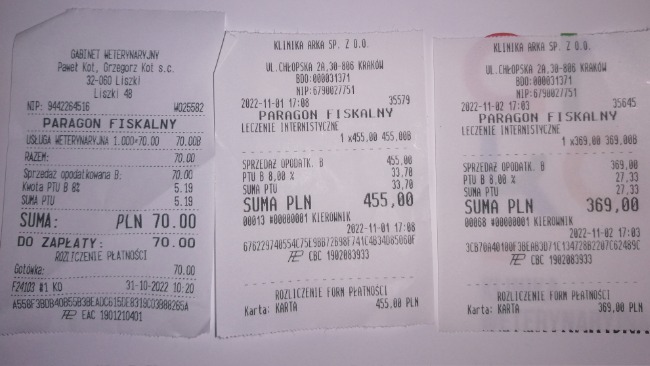 GABINET WETERYNARYJNY
Paweł Kot, Grzegorz Kot s.c.
32-060 Liszki
Liszki 48
NIP: 9442264516 W025582
PARAGON FISKALNY
USŁUGA WETERYNARYJNA 1.000×70.00 70.00B
RAZEM: 70.00
Sprzedaż opodatkowana B: 70.00
Kwota PTU B 8% 5.19
SUMA PTU 5.19
SUMA: PLN 70.00
DO ZAPŁATY: 70.00
ROZLICZENIE PŁATNOŚCI
Gotówka: 70.00
F24103 #1 KD 31-10-2022 10:20
EAC 1901210401
KLINIKA ARKA SP. Z O.O.
UL.CHŁOPSKA 2A,30-806 KRAKÓW
BDO:000031371
NIP:6790027751
2022-11-01 17:08 35579
PARAGON FISKALNY
LECZENIE INTERNISTYCZNE
1 x455,00 455,00B
SPRZEDAŻ OPODATK. B 455,00
PTU B 8,00 % 33,70
SUMA PTU 33,70
SUMA PLN 455,00
00013 #00000001 KIEROWNIK
2022-11-01 17:08
CBC 1902083933
ROZLICZENIE FORM PŁATNOŚCI
Karta: KARTA 455,00 PLN
KLINIKA ARKA SP. Z O.O.
UL.CHŁOPSKA 2A,30-806 KRAKÓW
BDO:000031371
NIP:6790027751
2022-11-02 17:03 35645
PARAGON FISKALNY
LECZENIE INTERNISTYCZNE
1 x369,00 369,00B
SPRZEDAŻ OPODATK. B 369,00
PTU B 8,00 % 27,33
SUMA PTU 27,33
SUMA PLN 369,00
00068 #00000001 KIEROWNIK
2022-11-02 17:03
CBC 1902083933
ROZLICZENIE FORM PŁATNOŚCI
Karta: KARTA 369,00 PLN